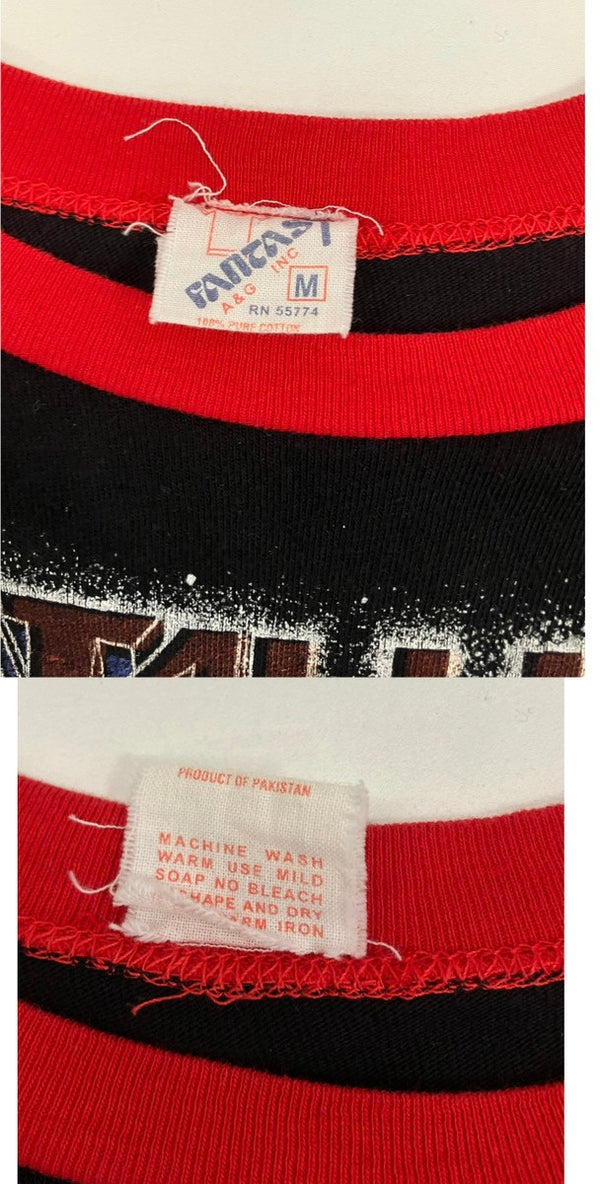 FANTASY
A&G INC
M
RN 55774
100% PURE COTTON
PRODUCT OF PAKISTAN
MACHINE WASH
WARM USE MILD
SOAP NO BLEACH
SHAPE AND DRY
ARM IRON